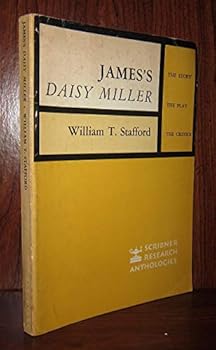 JAMES'S
DAISY MILLER
William T. Stafford
THE STORY
THE PLAY
THE CRITICS
SCRIBNER
RESEARCH
ANTHOLOGIES
JAMES'S DAISY MILLER • WILLIAM T. STAFFORD